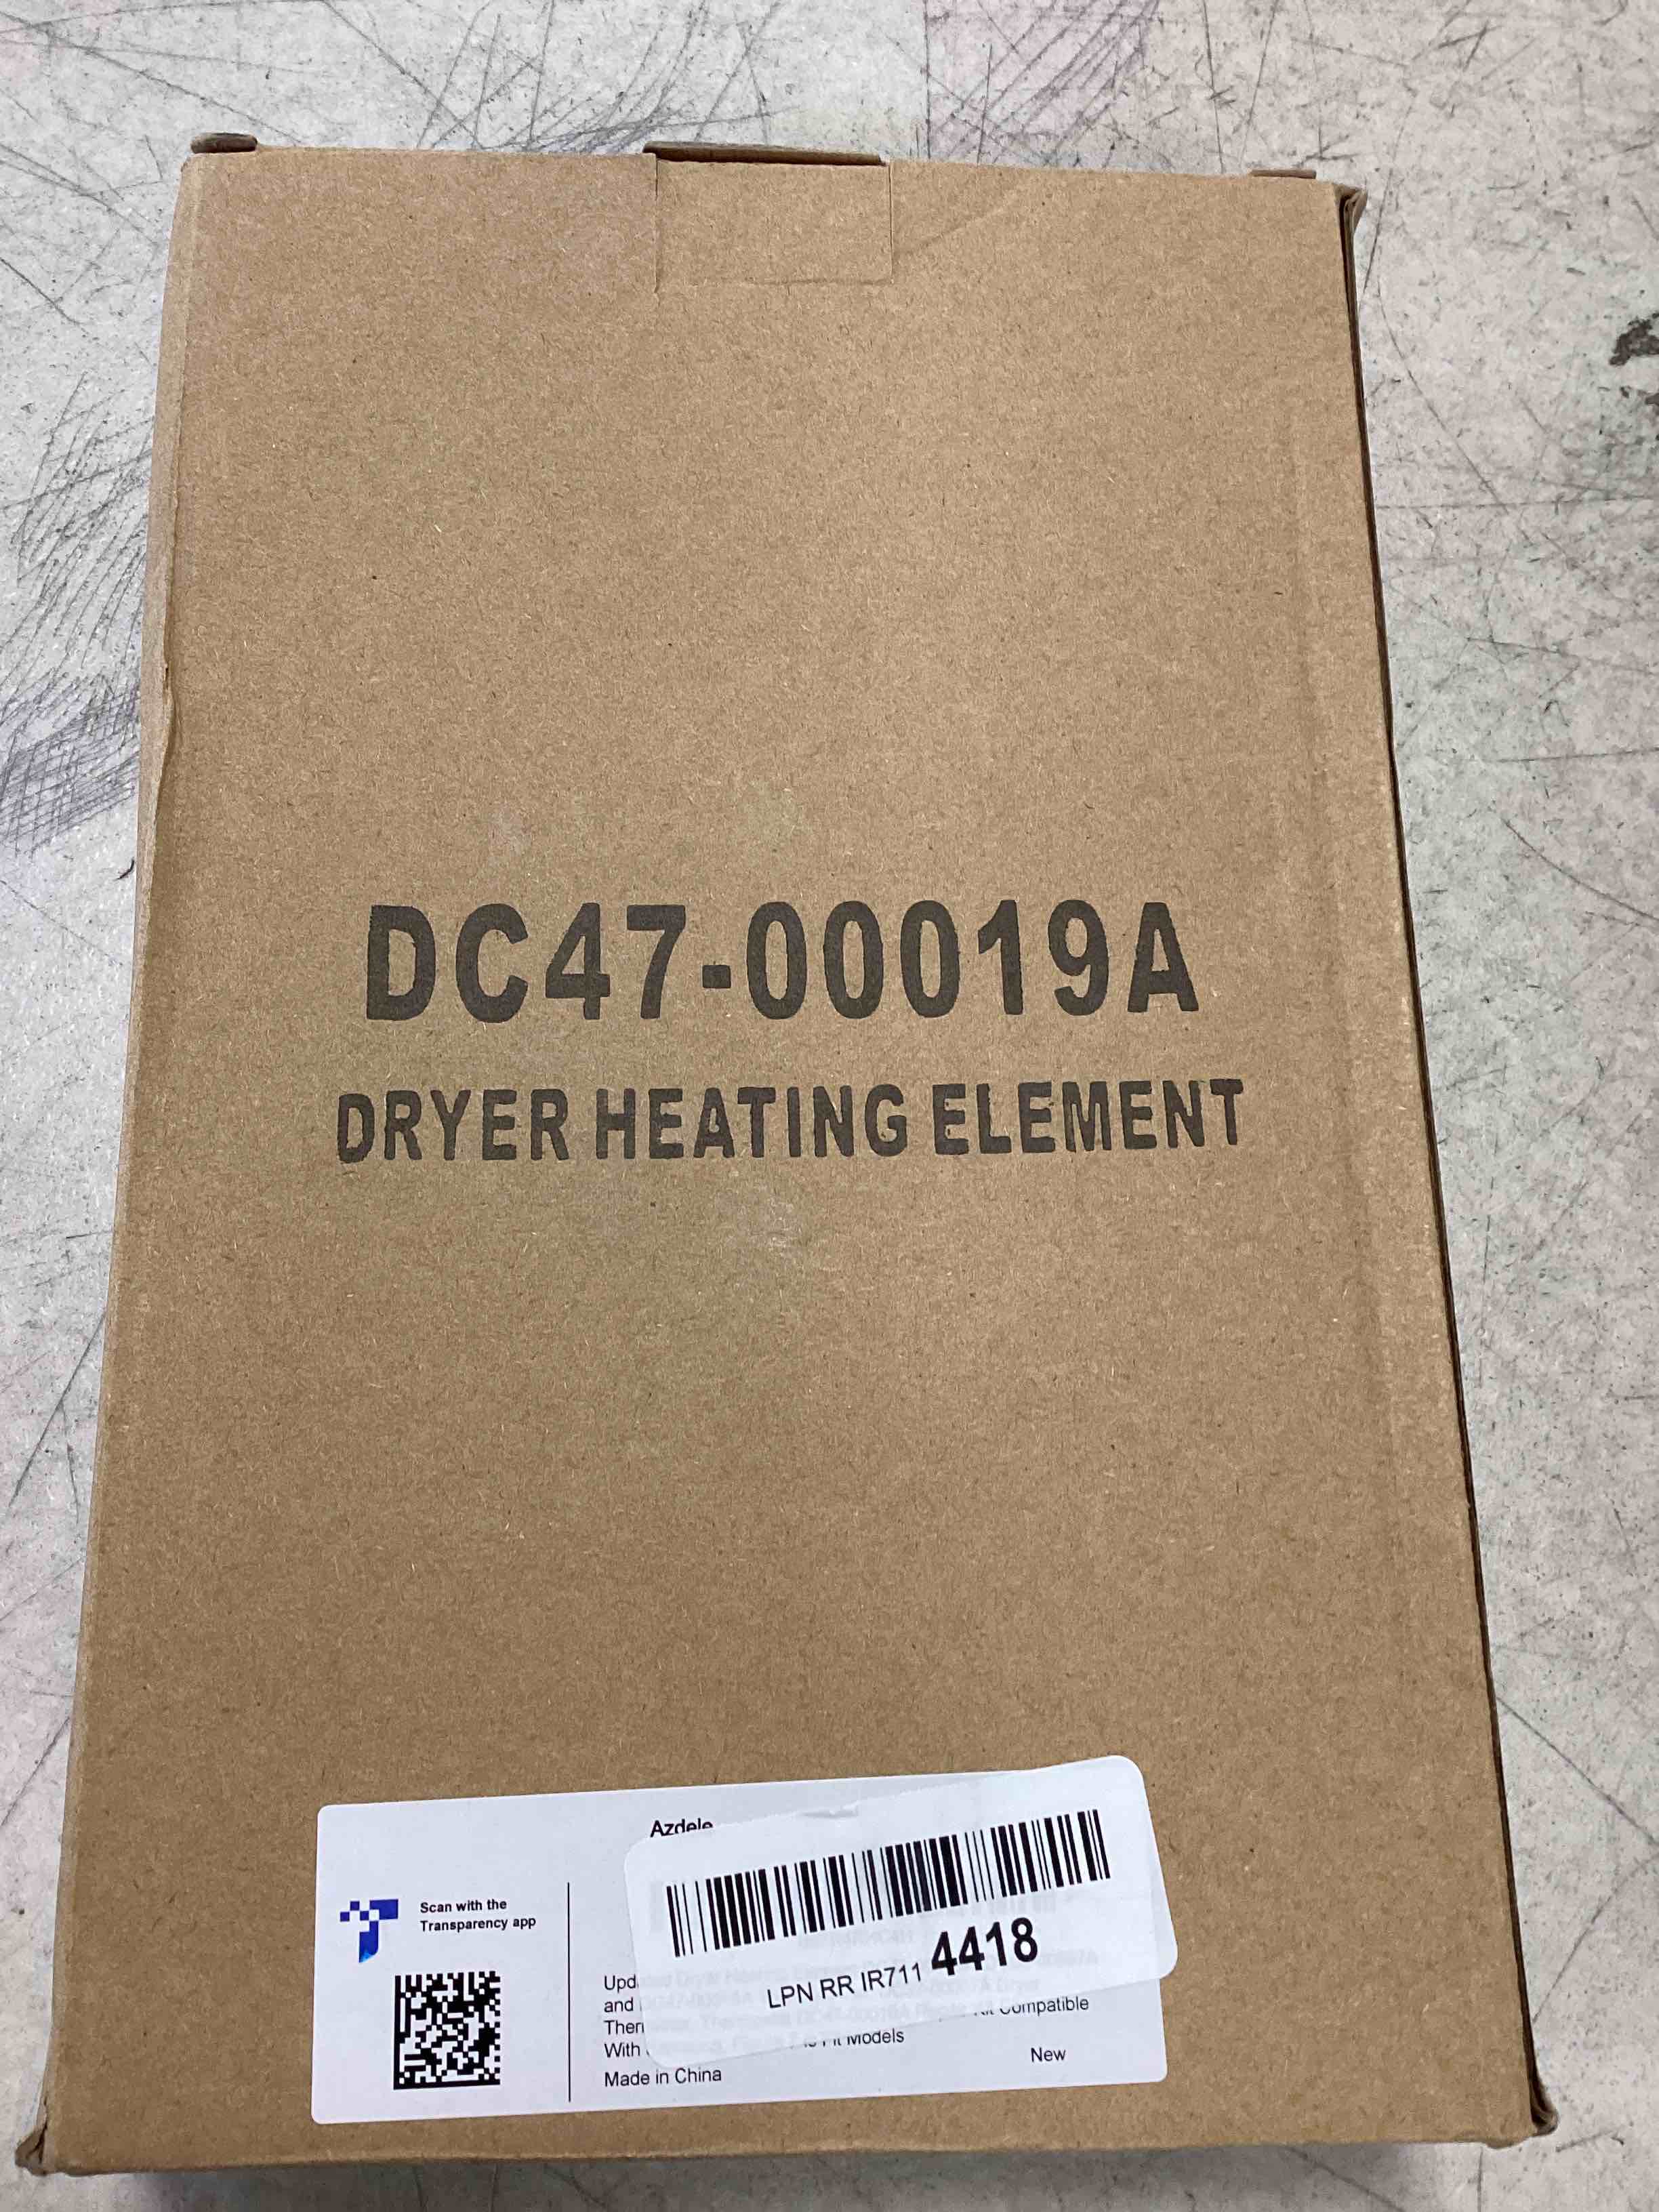 DC47-00019A
DRYER HEATING ELEMENT
Azdele
Scan with the
Transparency app
4418
LPN RR IR711
Upd
and
Ther
Compatible
With
Fit Models
New
Made in China